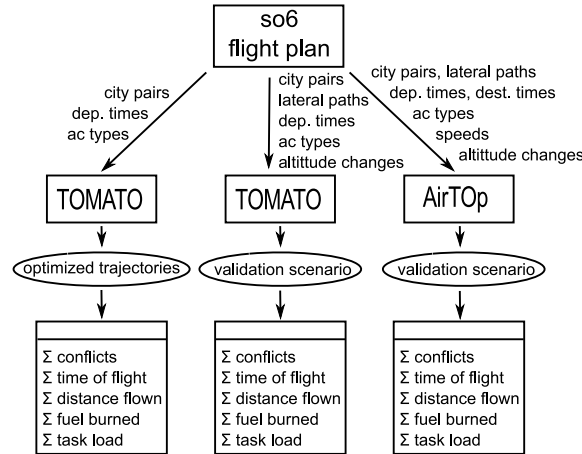 so6
flight plan
city pairs
dep. times
ac types
city pairs
lateral paths
dep. times
ac types
altittude changes
city pairs, lateral paths
dep. times, dest. times
ac types
speeds
altittude changes
TOMATO
TOMATO
AirTOp
optimized trajectories
validation scenario
validation scenario
Σ conflicts
Σ time of flight
Σ distance flown
Σ fuel burned
Σ task load
Σ conflicts
Σ time of flight
Σ distance flown
Σ fuel burned
Σ task load
Σ conflicts
Σ time of flight
Σ distance flown
Σ fuel burned
Σ task load